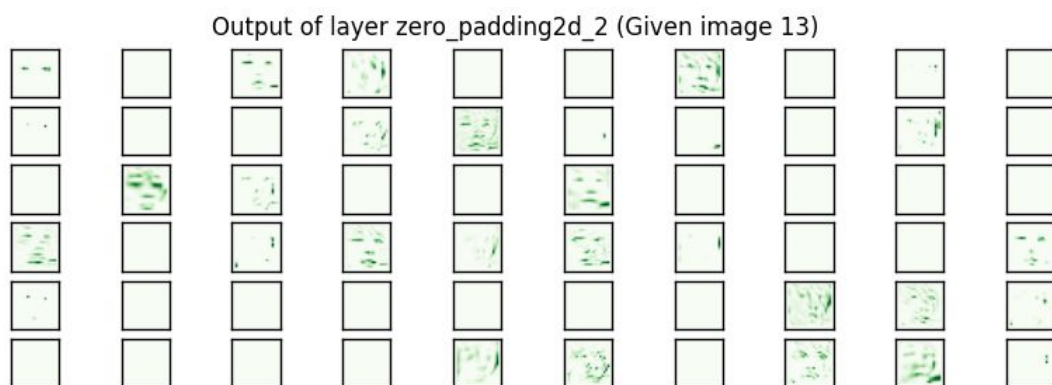 Output of layer zero_padding2d_2 (Given image 13)